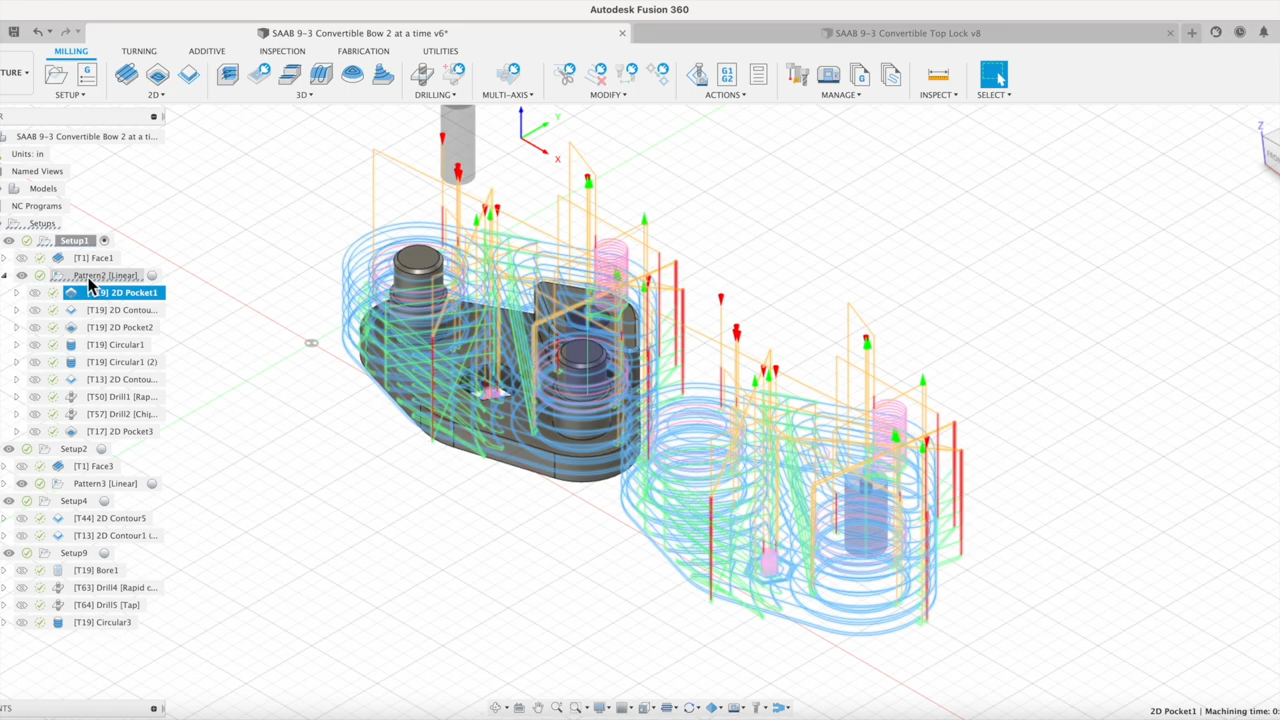 Autodesk Fusion 360
SAAB 9-3 Convertible Bow 2 at a time v6*
SAAB 9-3 Convertible Top Lock v8
MILLING TURNING ADDITIVE INSPECTION FABRICATION UTILITIES
TURE
G1
G2
SETUP 2D 3D DRILLING MULTI-AXIS MODIFY ACTIONS MANAGE INSPECT SELECT
R
SAAB 9-3 Convertible Bow 2 at a ti...
Units: in
Named Views
Models
NC Programs
Setups
Setup1
[T1] Face1
Pattern2 [Linear]
9] 2D Pocket1
[T19] 2D Contou...
[T19] 2D Pocket2
[T19] Circular1
[T19] Circular1 (2)
[T13] 2D Contou...
[T50] Drill1 [Rap...
[T57] Drill2 [Chip...
[T17] 2D Pocket3
Setup2
[T1] Face3
Pattern3 [Linear]
Setup4
[T44] 2D Contour5
[T13] 2D Contour1 (...
Setup9
[T19] Bore1
[T63] Drill4 [Rapid c...
[T64] Drill5 [Tap]
[T19] Circular3
NTS
Y
X
Z
2D Pocket1 | Machining time: 0: